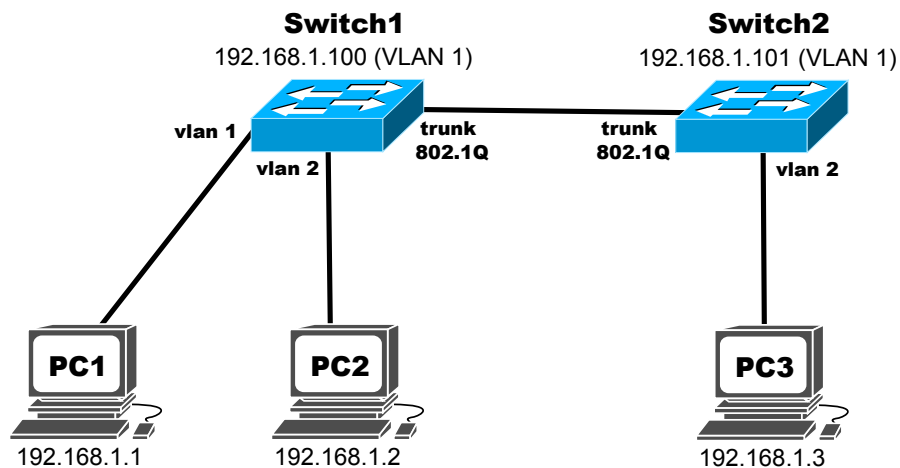 Switch1
192.168.1.100 (VLAN 1)
Switch2
192.168.1.101 (VLAN 1)
vlan 1
vlan 2
trunk
802.1Q
trunk
802.1Q
vlan 2
PC1
192.168.1.1
PC2
192.168.1.2
PC3
192.168.1.3